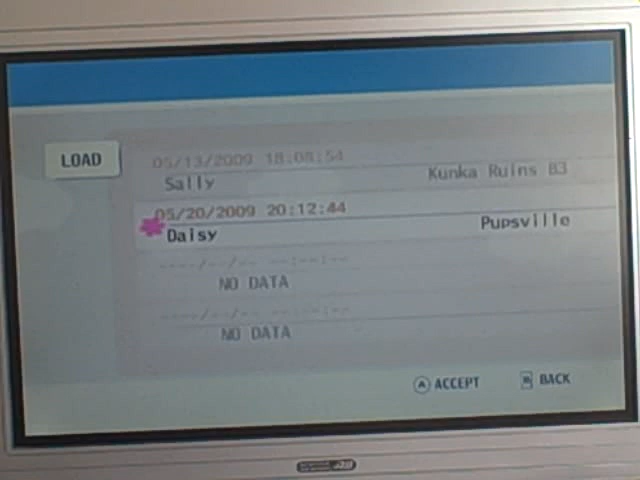 LOAD
05/13/2009 18:08:54
Sally Kunka Ruins B3
05/20/2009 20:12:44
Daisy Pupsville
----/--/-- --:--:--
NO DATA
----/--/-- --:--:--
NO DATA
A ACCEPT B BACK